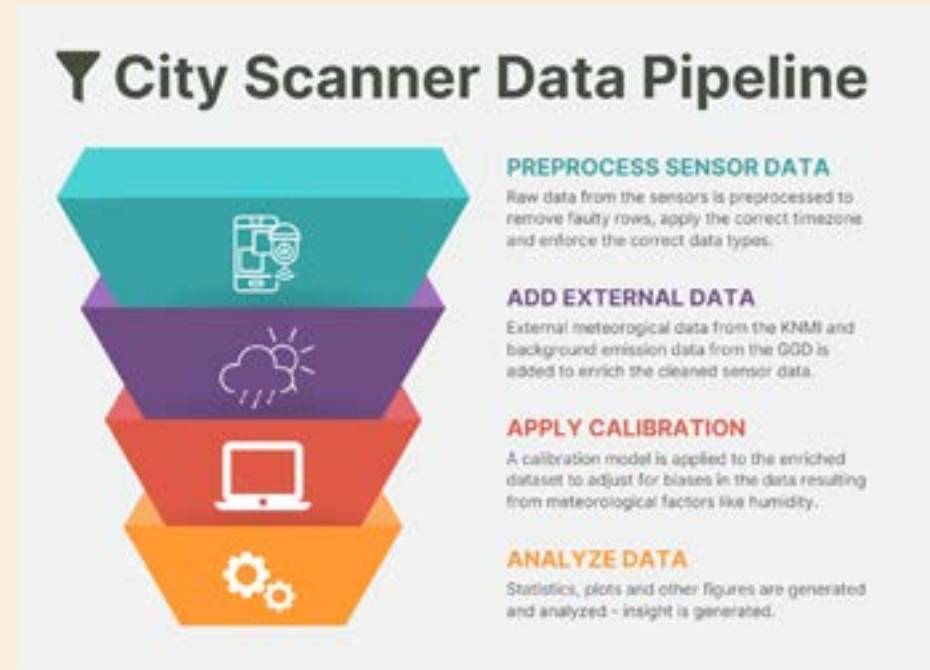 City Scanner Data Pipeline
PREPROCESS SENSOR DATA
Raw data from the sensors is preprocessed to
remove faulty rows, apply the correct timezone
and enforce the correct data types.
ADD EXTERNAL DATA
External meteorogical data from the KNMI and
background emission data from the GGD is
added to enrich the cleaned sensor data.
APPLY CALIBRATION
A calibration model is applied to the enriched
dataset to adjust for biases in the data resulting
from meteorological factors like humidity.
ANALYZE DATA
Statistics, plots and other figures are generated
and analyzed - insight is generated.